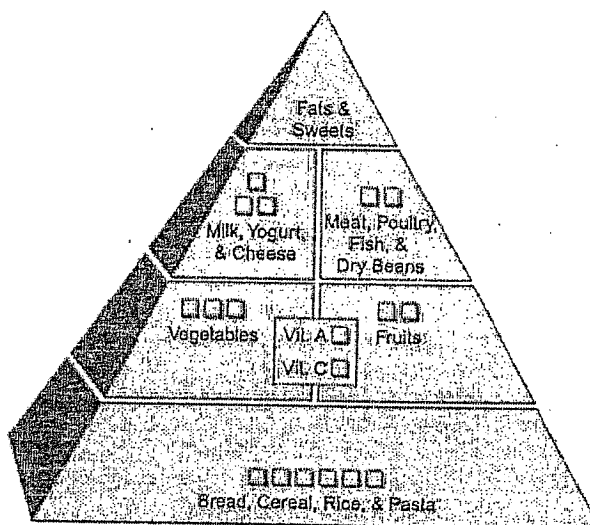 Fats &
Sweets
Milk, Yogurt,
& Cheese
Meat, Poultry,
Fish, &
Dry Beans
Vegetables
Vit. A
Vit. C
Fruits
Bread, Cereal, Rice, & Pasta